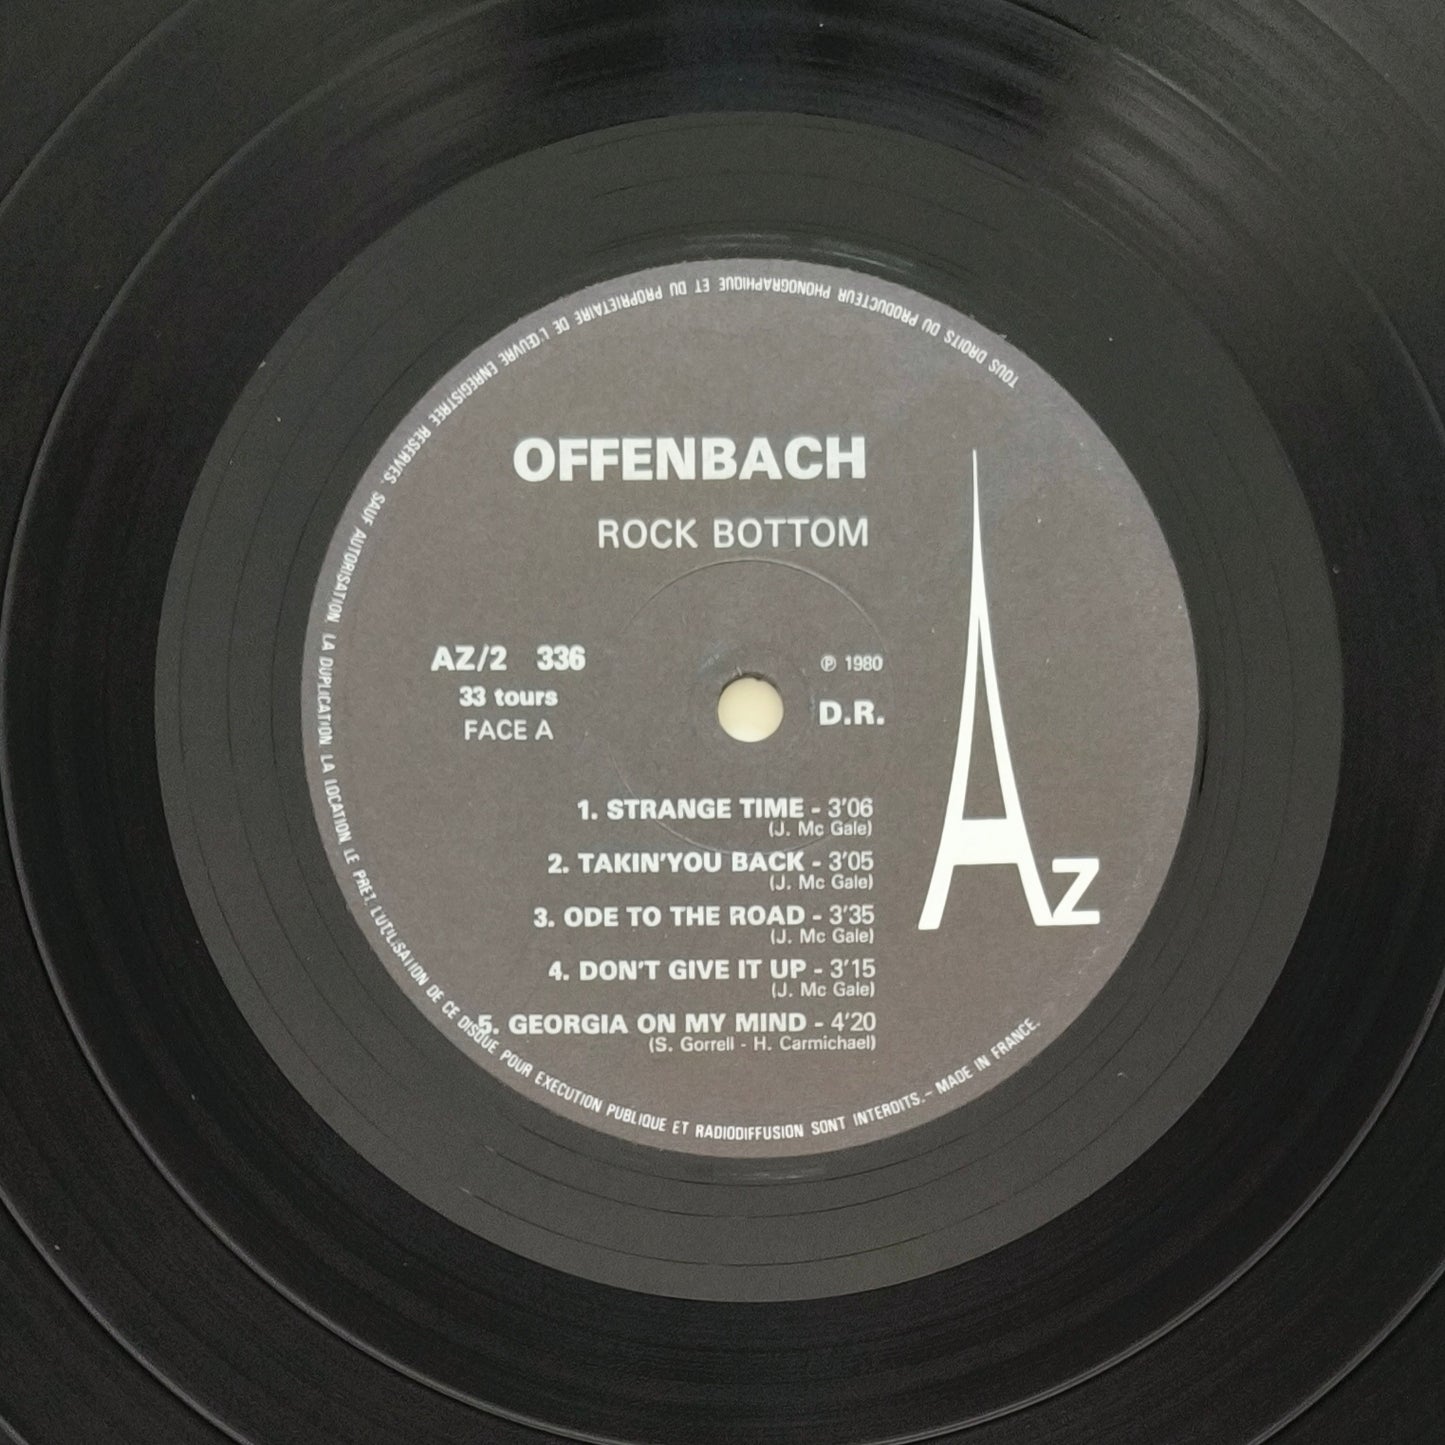 TOUS DROITS DU PRODUCTEUR PHONOGRAPHIQUE ET DU PROPRIETAIRE DE L'ŒUVRE ENREGISTREE RESERVES. SAUF AUTORISATION, LA DUPLICATION, LA LOCATION, LE PRET, L'UTILISATION DE CE DISQUE POUR EXECUTION PUBLIQUE ET RADIODIFFUSION SONT INTERDITS. – MADE IN FRANCE.
OFFENBACH
ROCK BOTTOM
AZ/2 336
33 tours
FACE A
℗ 1980
D.R.
1. STRANGE TIME - 3'06
(J. Mc Gale)
2. TAKIN'YOU BACK - 3'05
(J. Mc Gale)
3. ODE TO THE ROAD - 3'35
(J. Mc Gale)
4. DON'T GIVE IT UP - 3'15
(J. Mc Gale)
5. GEORGIA ON MY MIND - 4'20
(S. Gorrell - H. Carmichael)
AZ